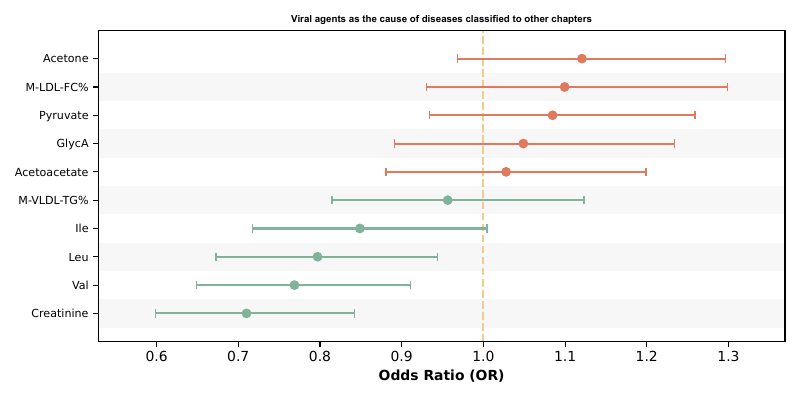 Viral agents as the cause of diseases classified to other chapters
Acetone
M-LDL-FC%
Pyruvate
GlycA
Acetoacetate
M-VLDL-TG%
Ile
Leu
Val
Creatinine
0.6 0.7 0.8 0.9 1.0 1.1 1.2 1.3
Odds Ratio (OR)